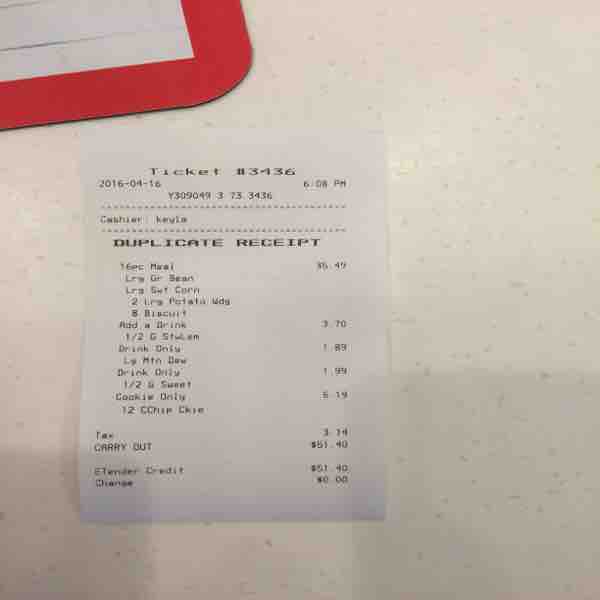 Ticket #3436
2016-04-16 6:08 PM
Y309049 3 73 3436
Cashier: keyla
DUPLICATE RECEIPT
16pc Meal 35.49
Lrg Gr Bean
Lrg Swt Corn
2 Lrg Potato Wdg
8 Biscuit
Add a Drink 3.70
1/2 G StwLem
Drink Only 1.89
Lg Mtn Dew
Drink Only 1.99
1/2 G Sweet
Cookie Only 5.19
12 CChip Ckie
Tax 3.14
CARRY OUT $51.40
ETender Credit $51.40
Change $0.00